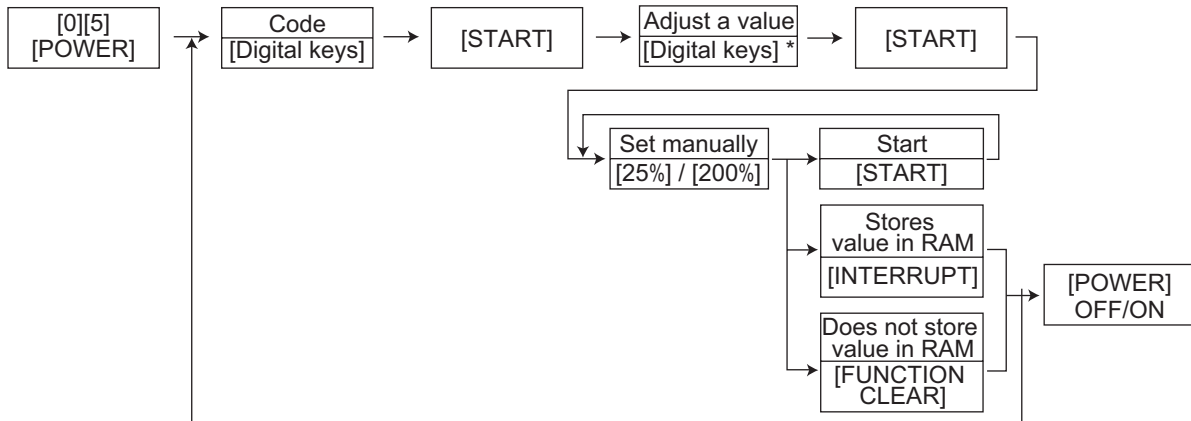 [0][5]
[POWER]
Code
[Digital keys]
[START]
Adjust a value
[Digital keys] *
[START]
Set manually
[25%] / [200%]
Start
[START]
Stores
value in RAM
[INTERRUPT]
Does not store
value in RAM
[FUNCTION
CLEAR]
[POWER]
OFF/ON